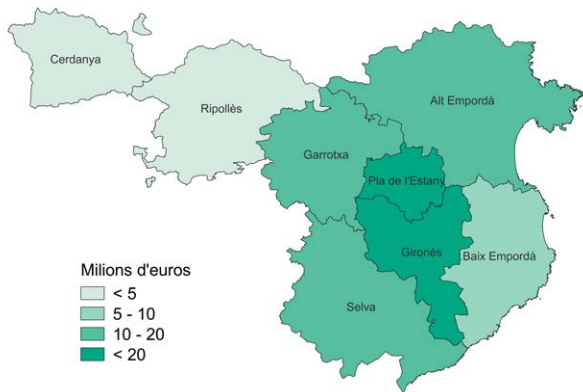 Cerdanya
Ripollès
Alt Empordà
Garrotxa
Pla de l'Estany
Gironès
Baix Empordà
Selva
Milions d'euros
< 5
5 - 10
10 - 20
< 20